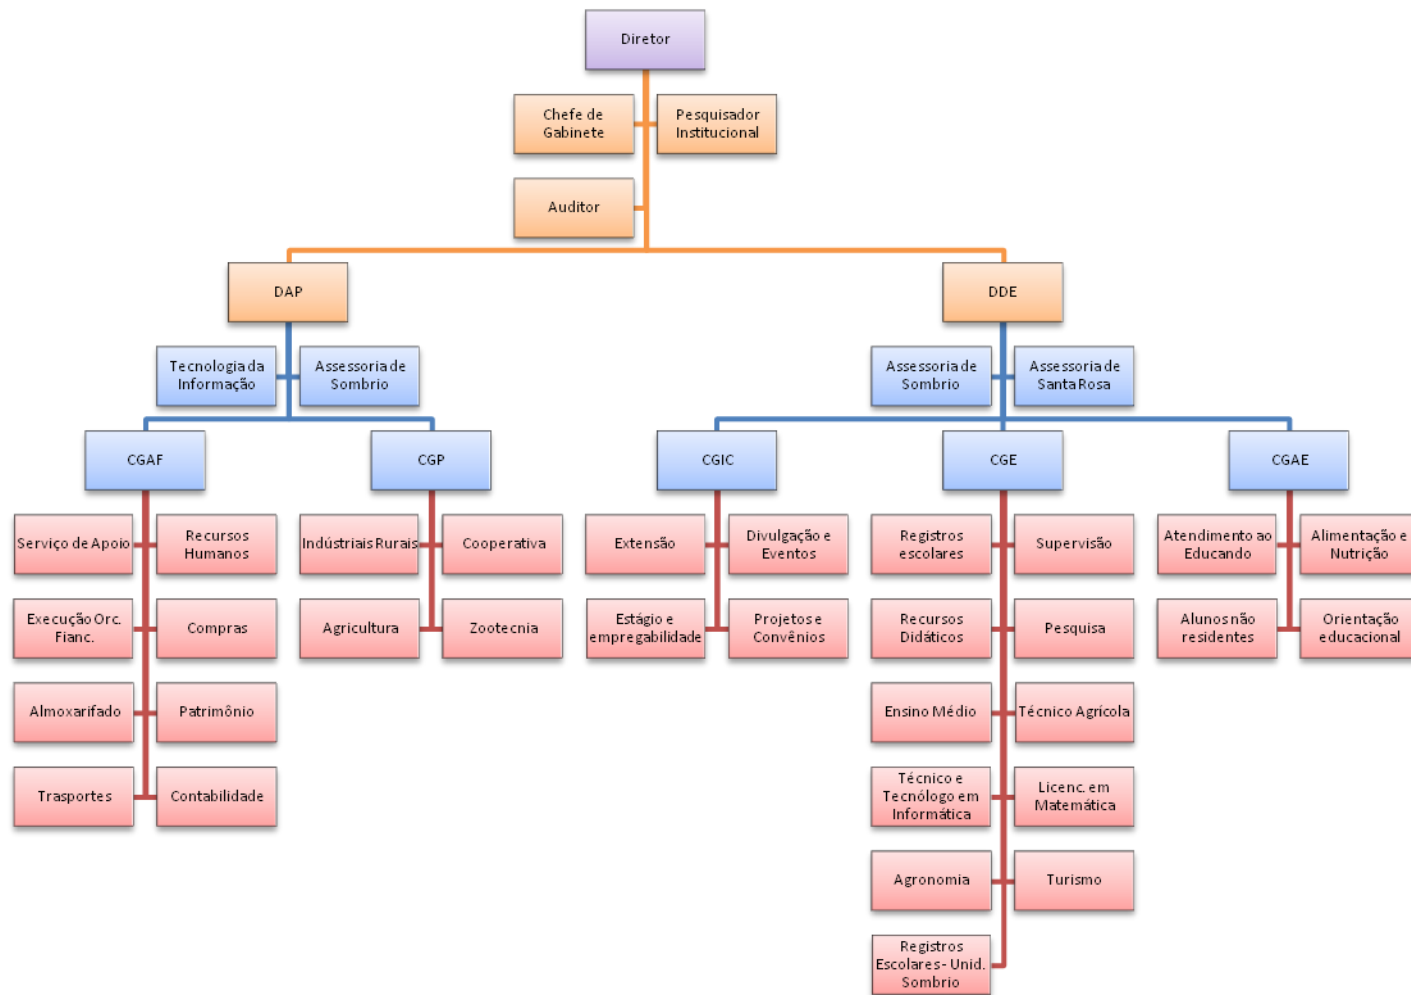 Diretor
Chefe de
Gabinete
Pesquisador
Institucional
Auditor
DAP
DDE
Tecnologia da
Informação
Assessoria de
Sombrio
Assessoria de
Sombrio
Assessoria de
Santa Rosa
CGAF
CGP
CGIC
CGE
CGAE
Serviço de Apoio
Recursos
Humanos
Indústriais Rurais
Cooperativa
Extensão
Divulgação e
Eventos
Registros
escolares
Supervisão
Atendimento ao
Educando
Alimentação e
Nutrição
Execução Orc.
Fianc.
Compras
Agricultura
Zootecnia
Estágio e
empregabilidade
Projetos e
Convênios
Recursos
Didáticos
Pesquisa
Alunos não
residentes
Orientação
educacional
Almoxarifado
Patrimônio
Ensino Médio
Técnico Agrícola
Trasportes
Contabilidade
Técnico e
Tecnólogo em
Informática
Licenc. em
Matemática
Agronomia
Turismo
Registros
Escolares - Unid.
Sombrio